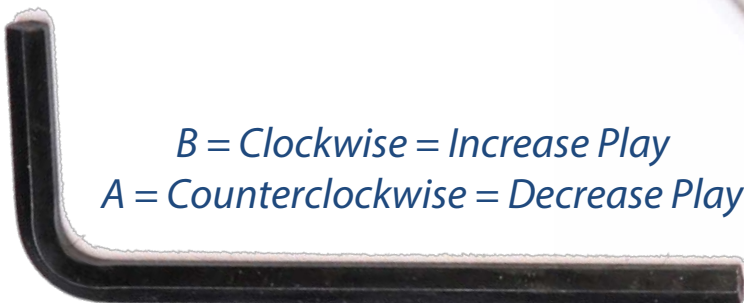 B = Clockwise = Increase Play
A = Counterclockwise = Decrease Play